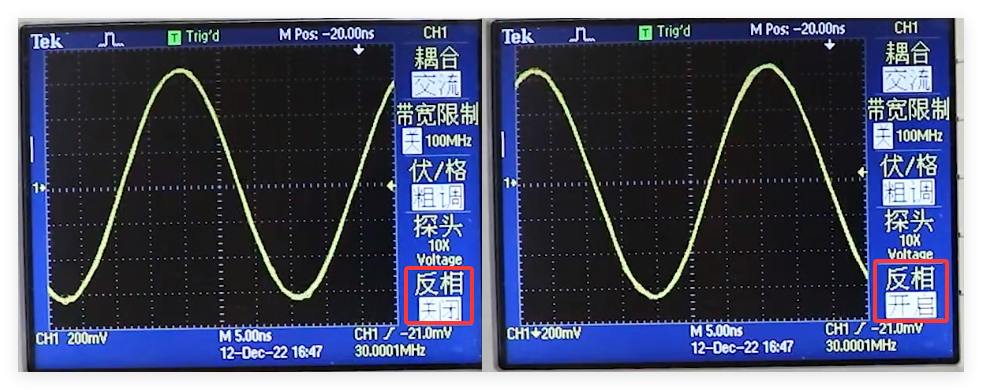 Tek Trig'd M Pos: -20.00ns CH1
耦合
交流
带宽限制
关 100MHz
伏/格
粗调
探头
10X
Voltage
反相
关闭
1
CH1 200mV M 5.00ns CH1 -21.0mV
12-Dec-22 16:47 30.0001MHz
Tek Trig'd M Pos: -20.00ns CH1
耦合
交流
带宽限制
关 100MHz
伏/格
粗调
探头
10X
Voltage
反相
开启
1
CH1 200mV M 5.00ns CH1 -21.0mV
12-Dec-22 16:47 30.0001MHz